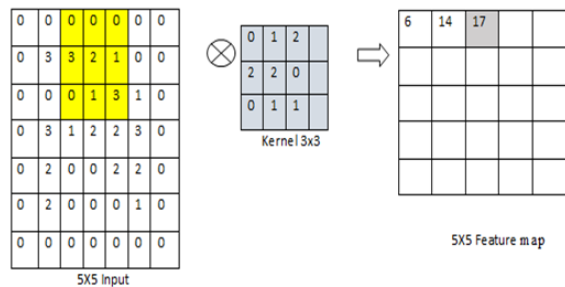 0 0 0 0 0 0 0
0 3 3 2 1 0 0
0 0 0 1 3 1 0
0 3 1 2 2 3 0
0 2 0 0 2 2 0
0 2 0 0 0 1 0
0 0 0 0 0 0 0
5X5 Input
0 1 2
2 2 0
0 1 1
Kernel 3x3
6 14 17
5X5 Feature map